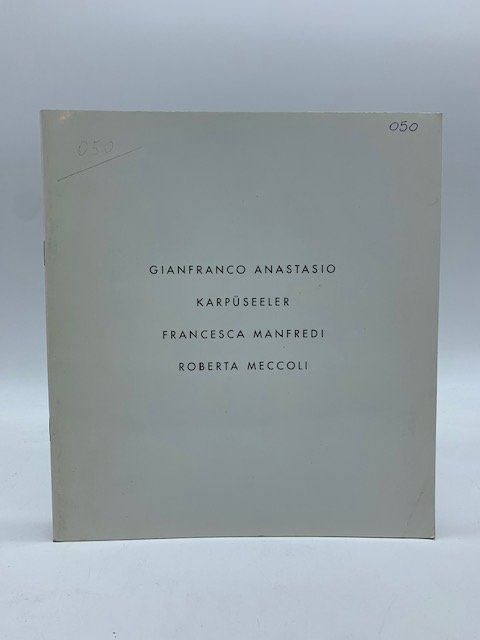 050
050
GIANFRANCO ANASTASIO
KARPÜSEELER
FRANCESCA MANFREDI
ROBERTA MECCOLI